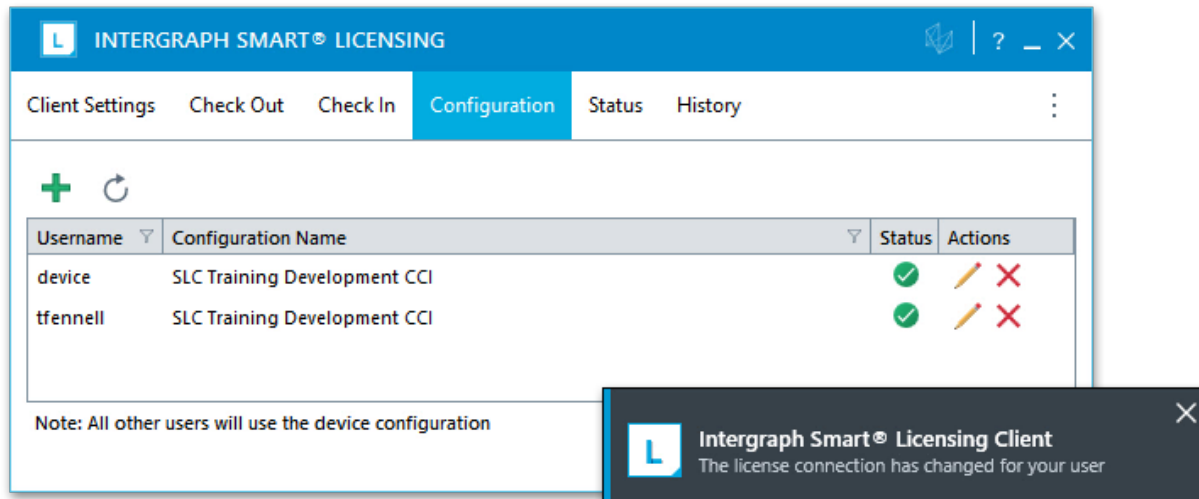 L INTERGRAPH SMART® LICENSING ?
Client Settings Check Out Check In Configuration Status History
Username Configuration Name Status Actions
device SLC Training Development CCI
tfennell SLC Training Development CCI
Note: All other users will use the device configuration
L Intergraph Smart® Licensing Client
The license connection has changed for your user